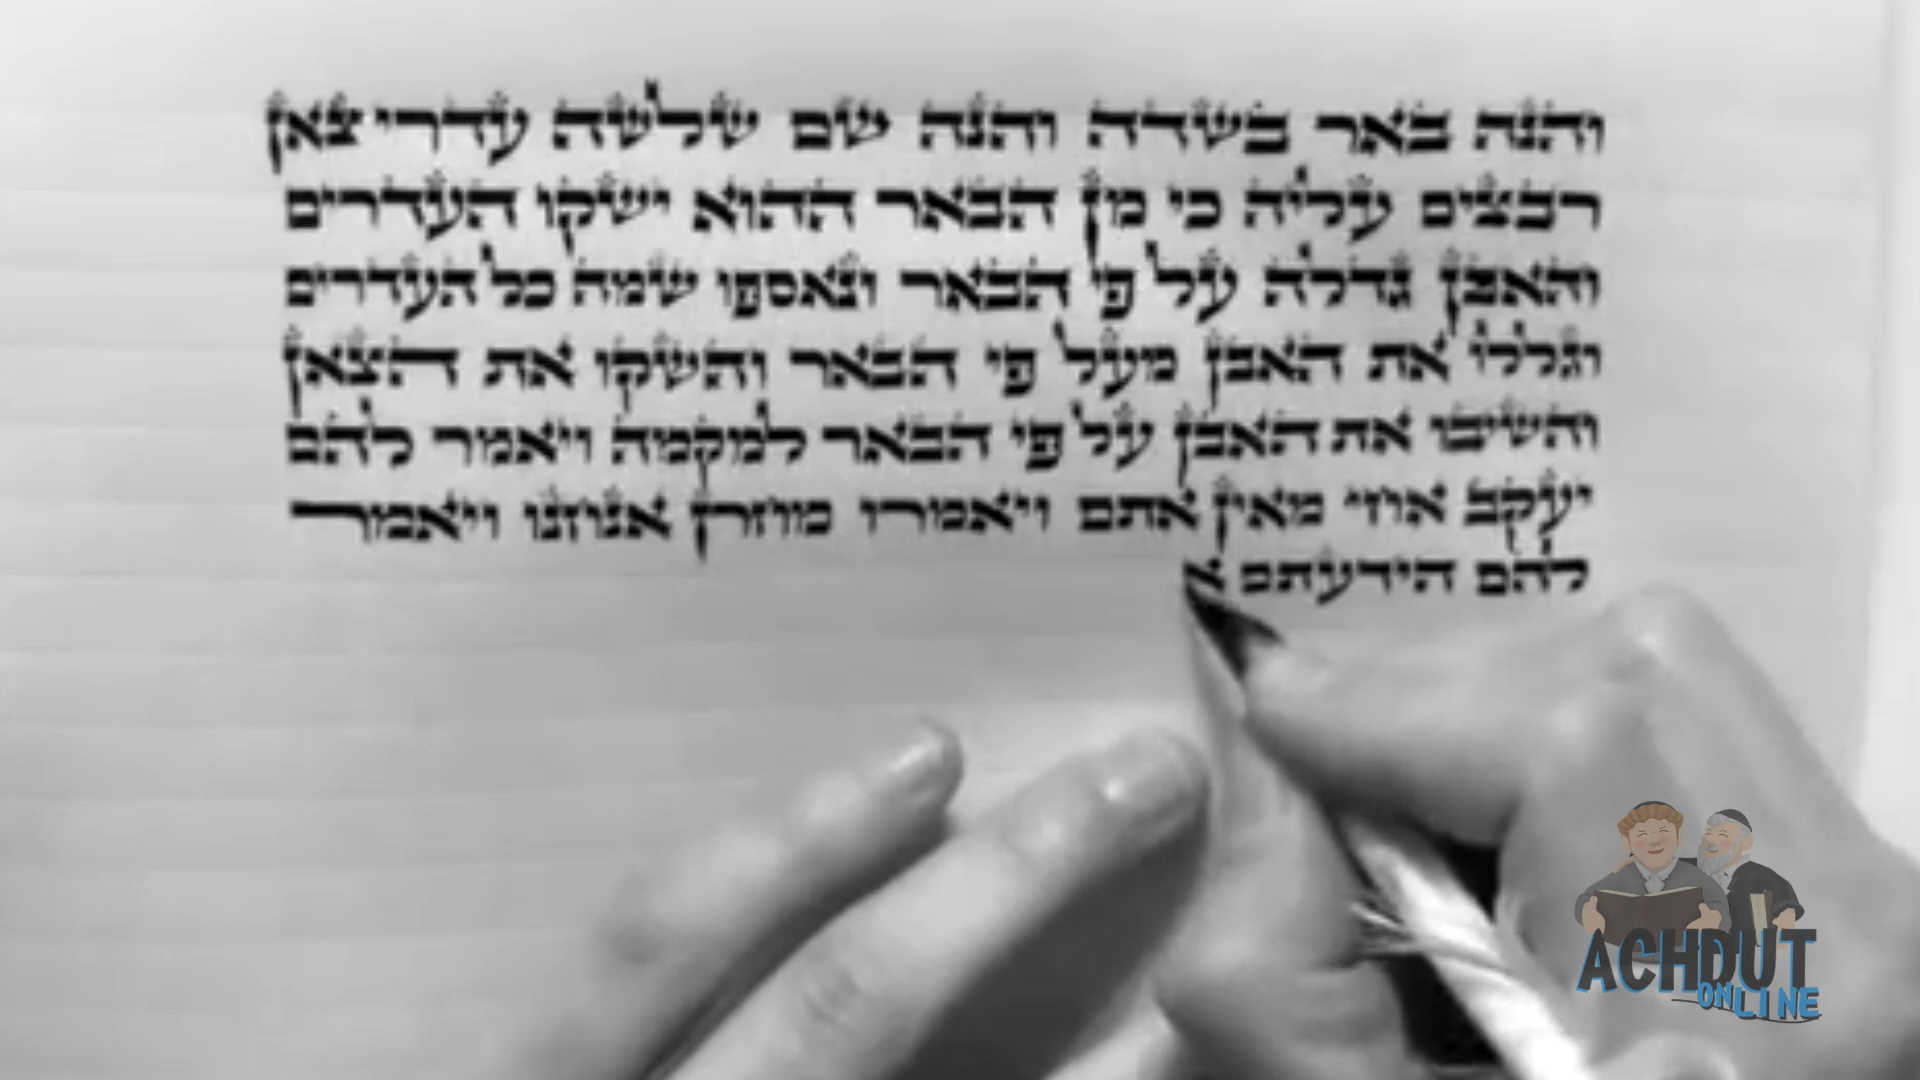 והנה באר בשדה והנה שם שלשה עדרי צאן
רבצים עליה כי מן הבאר ההוא ישקו העדרים
והאבן גדלה על פי הבאר ונאספו שמה כל העדרים
וגללו את האבן מעל פי הבאר והשקו את הצאן
והשיבו את האבן על פי הבאר למקמה ויאמר להם
יעקב אחי מאין אתם ויאמרו מחרן אנחנו ויאמר
להם הידעתם א
ACHDUT
ONLINE